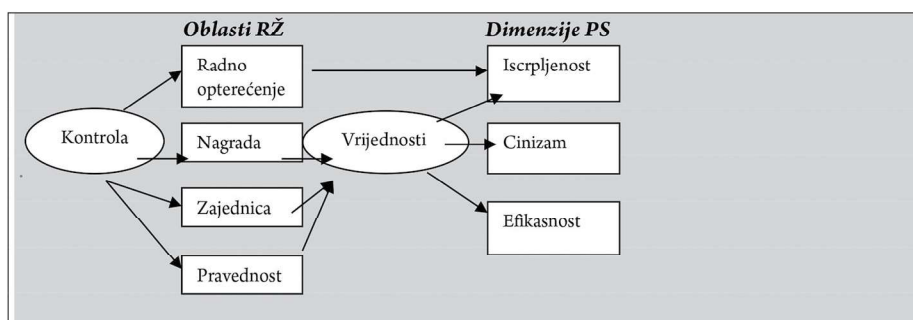 Oblasti RŽ
Dimenzije PS
Radno
opterećenje
Iscrpljenost
Kontrola
Nagrada
Vrijednosti
Cinizam
Zajednica
Efikasnost
Pravednost